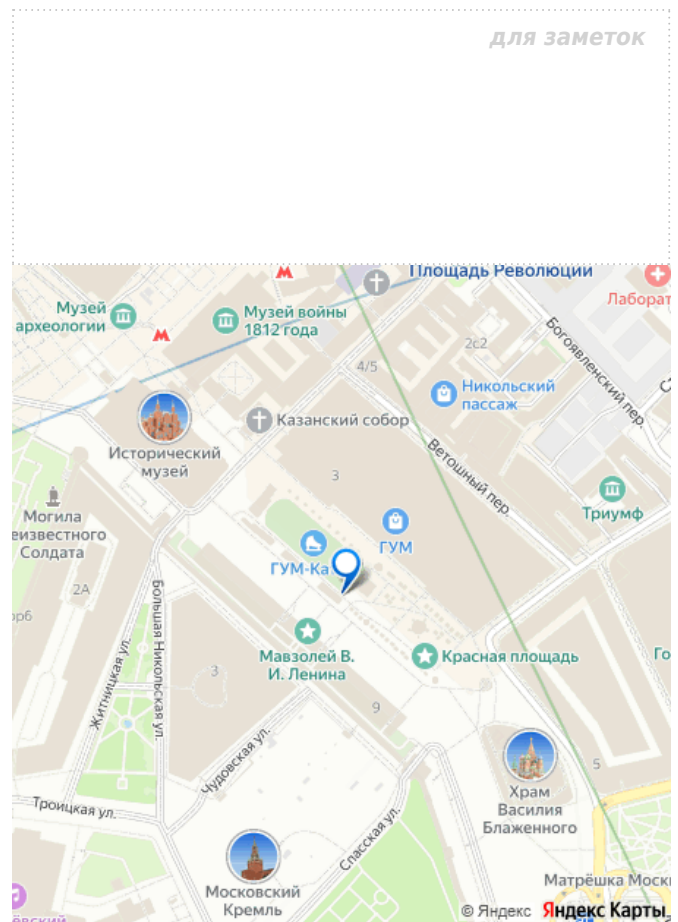 для заметок
Площадь Революции
Лаборат
Музей
археологии
Музей войны
1812 года
Богоявленский пер.
2с2
4/5
Никольский
пассаж
Казанский собор
Исторический
музей
Ветошный пер.
3
Триумф
Могила
еизвестного
Солдата
ГУМ
ГУМ-Ка
2А
Большая Никольская ул.
Житницкая ул.
Мавзолей В.
И. Ленина
Красная площадь
Го
3
9
Чудовская ул.
5
Храм
Василия
Блаженного
Троицкая ул.
Спасская ул.
Московский
Кремль
Матрёшка Моск
© Яндекс Яндекс Карты